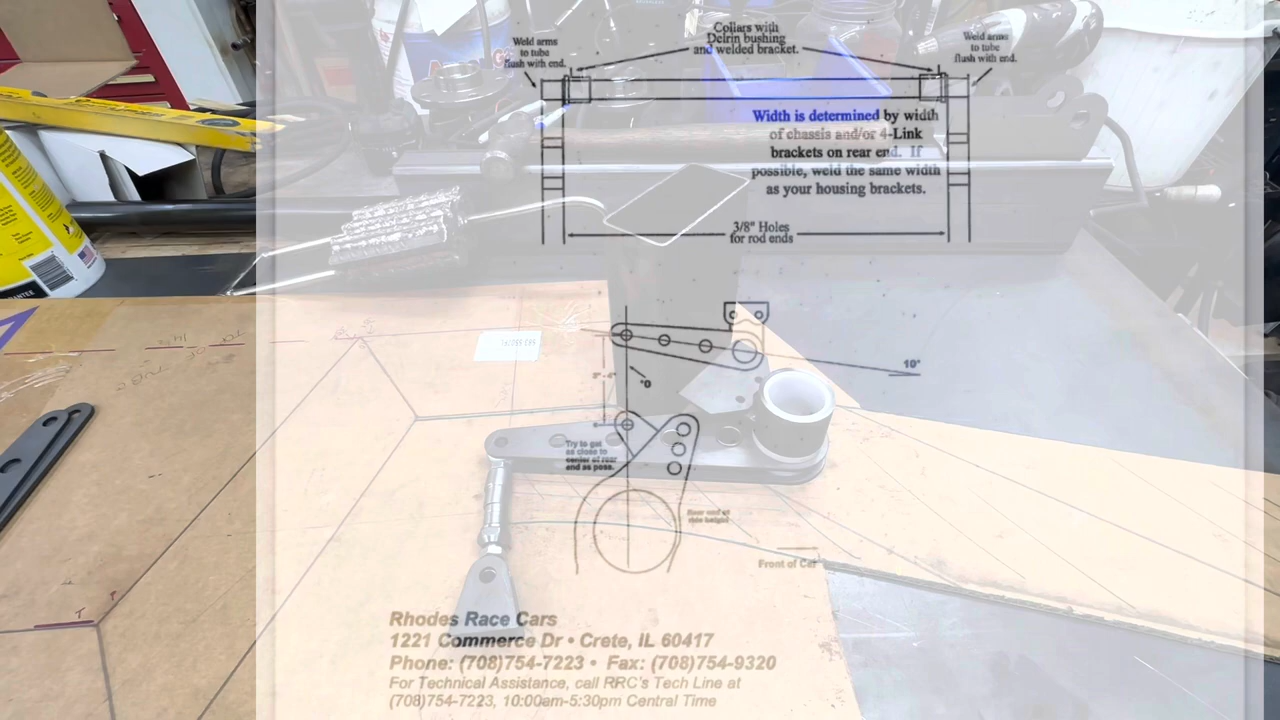 Collars with
Delrin bushing
and welded bracket.
Weld arms
to tube
flush with end.
Weld arms
to tube
flush with end.
Width is determined by width
of chassis and/or 4-Link
brackets on rear end. If
possible, weld the same width
as your housing brackets.
3/8" Holes
for rod ends
10°
Try to get
as close to
center of rear
end as poss.
Rear end at
ride height
Front of Car
Rhodes Race Cars
1221 Commerce Dr • Crete, IL 60417
Phone: (708)754-7223 • Fax: (708)754-9320
For Technical Assistance, call RRC's Tech Line at
(708)754-7223, 10:00am-5:30pm Central Time